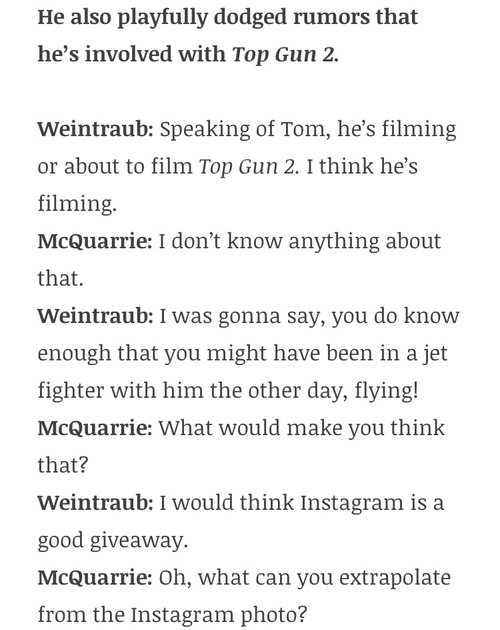 He also playfully dodged rumors that
he’s involved with Top Gun 2.
Weintraub: Speaking of Tom, he’s filming
or about to film Top Gun 2. I think he’s
filming.
McQuarrie: I don’t know anything about
that.
Weintraub: I was gonna say, you do know
enough that you might have been in a jet
fighter with him the other day, flying!
McQuarrie: What would make you think
that?
Weintraub: I would think Instagram is a
good giveaway.
McQuarrie: Oh, what can you extrapolate
from the Instagram photo?